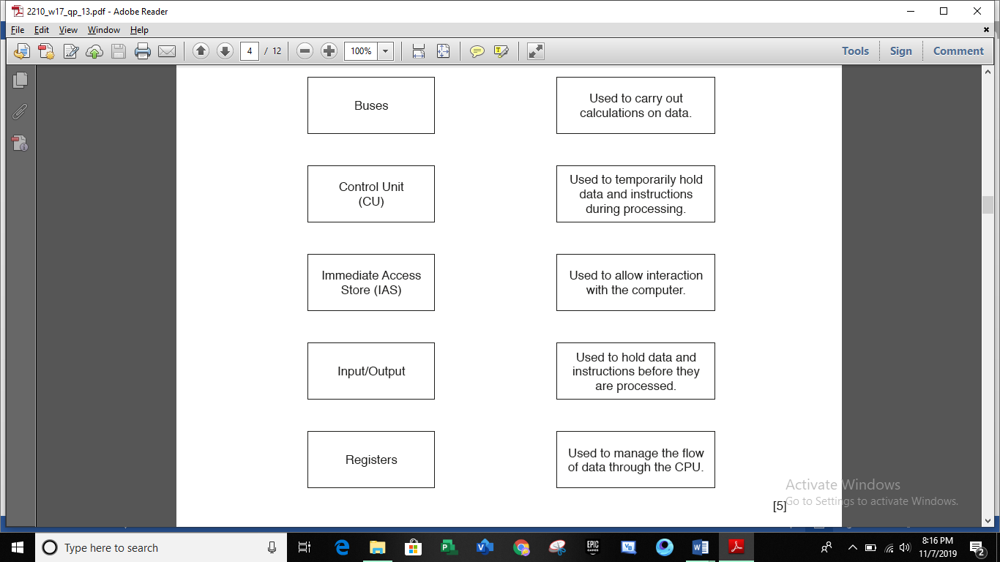 2210_w17_qp_13.pdf - Adobe Reader
File Edit View Window Help
4 / 12 100% Tools Sign Comment
Buses
Used to carry out
calculations on data.
Control Unit
(CU)
Used to temporarily hold
data and instructions
during processing.
Immediate Access
Store (IAS)
Used to allow interaction
with the computer.
Input/Output
Used to hold data and
instructions before they
are processed.
Registers
Used to manage the flow
of data through the CPU.
[5]
Activate Windows
Go to Settings to activate Windows.
Type here to search
8:16 PM
11/7/2019
2
EPIC
GAMES